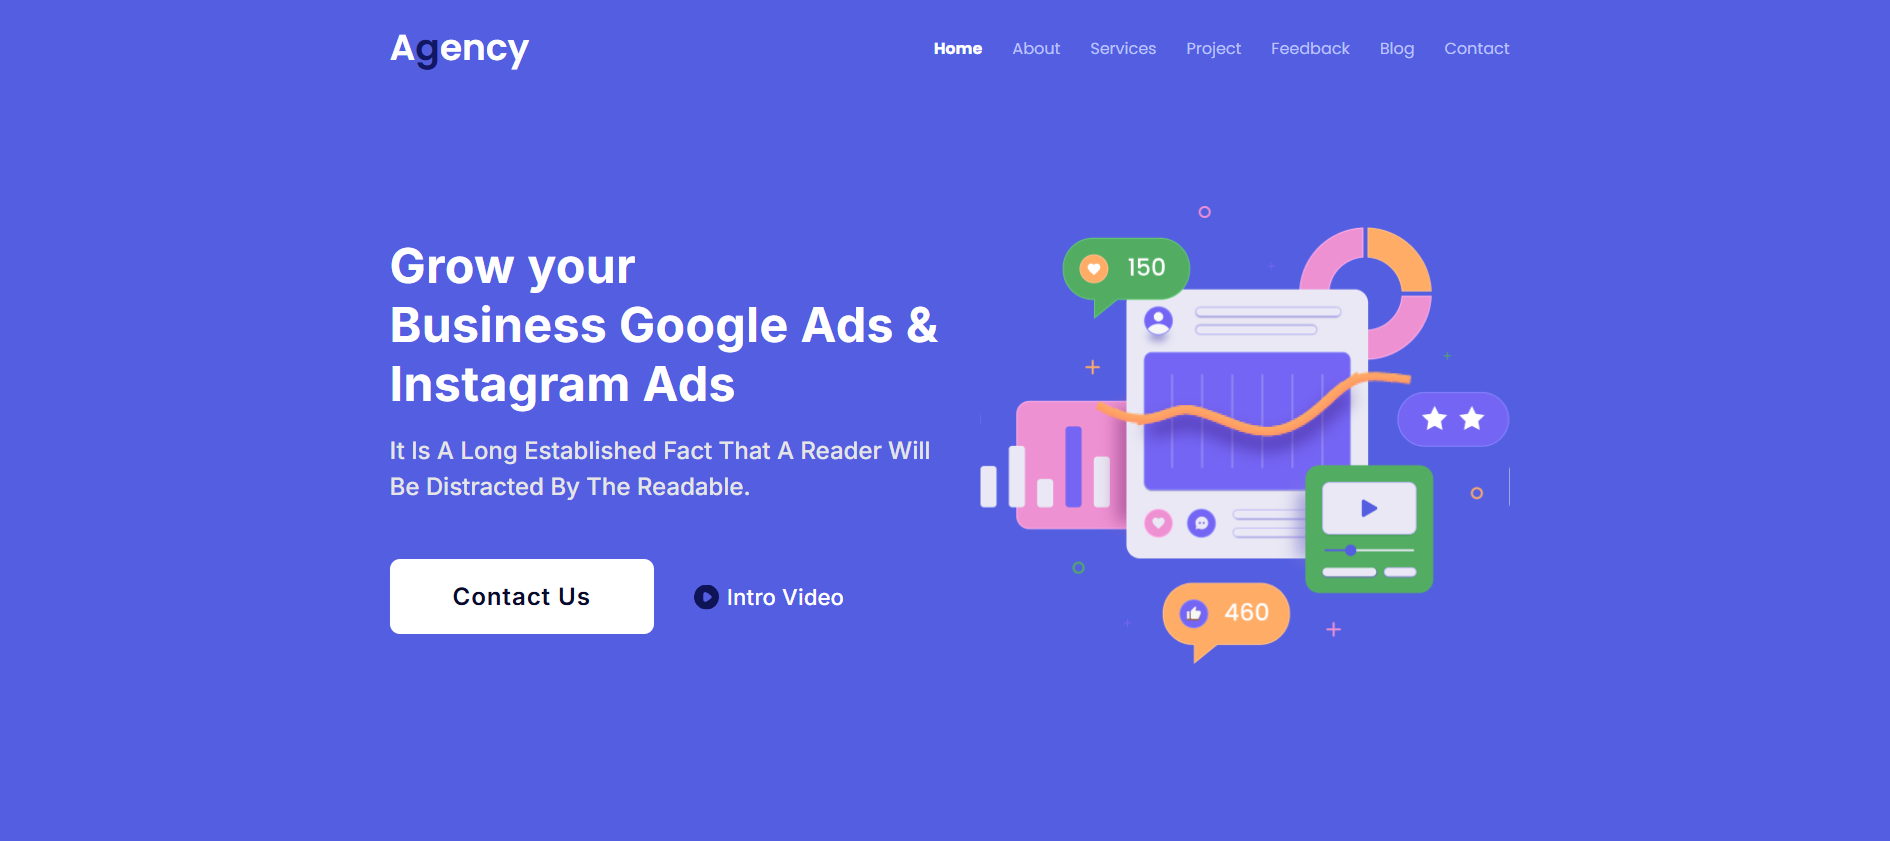 Agency
Home About Services Project Feedback Blog Contact
Grow your
Business Google Ads &
Instagram Ads
It Is A Long Established Fact That A Reader Will
Be Distracted By The Readable.
Contact Us
Intro Video
150
460